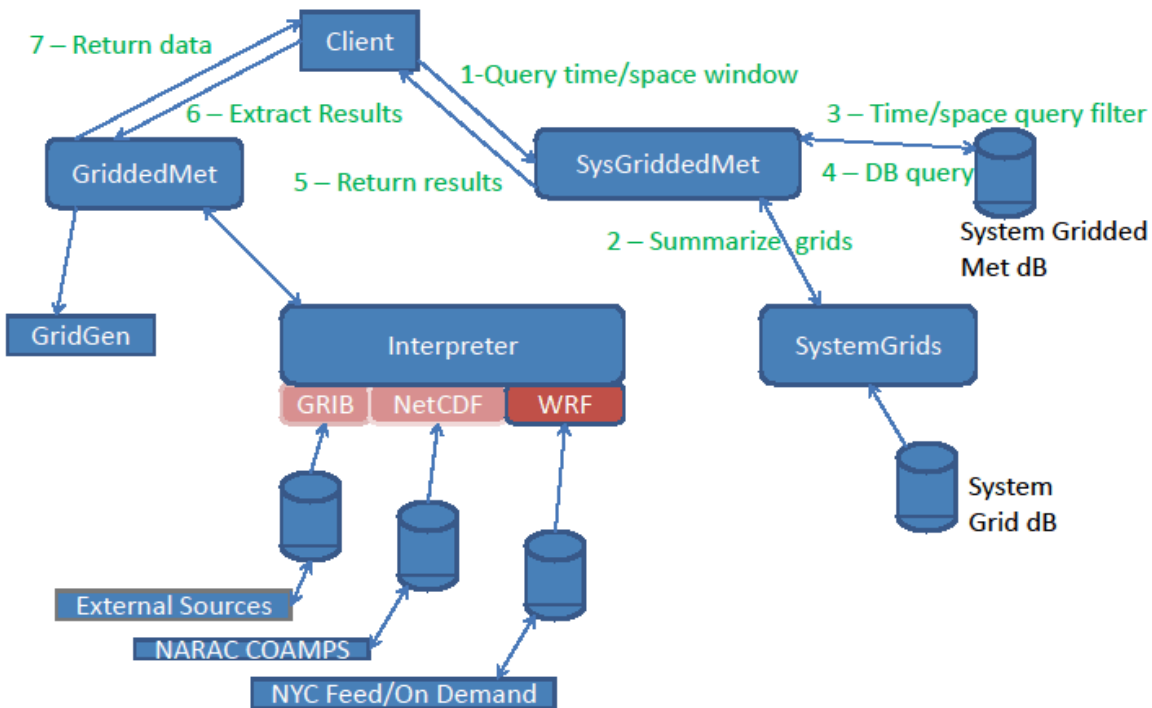 Client
7 – Return data
1-Query time/space window
6 – Extract Results
3 – Time/space query filter
GriddedMet
SysGriddedMet
5 – Return results
4 – DB query
System Gridded
Met dB
2 – Summarize grids
GridGen
Interpreter
SystemGrids
GRIB
NetCDF
WRF
System
Grid dB
External Sources
NARAC COAMPS
NYC Feed/On Demand